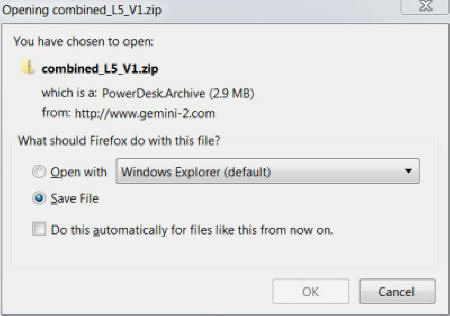 Opening combined_L5_V1.zip
You have chosen to open:
combined_L5_V1.zip
which is a: PowerDesk.Archive (2.9 MB)
from: http://www.gemini-2.com
What should Firefox do with this file?
Open with Windows Explorer (default)
Save File
Do this automatically for files like this from now on.
OK Cancel